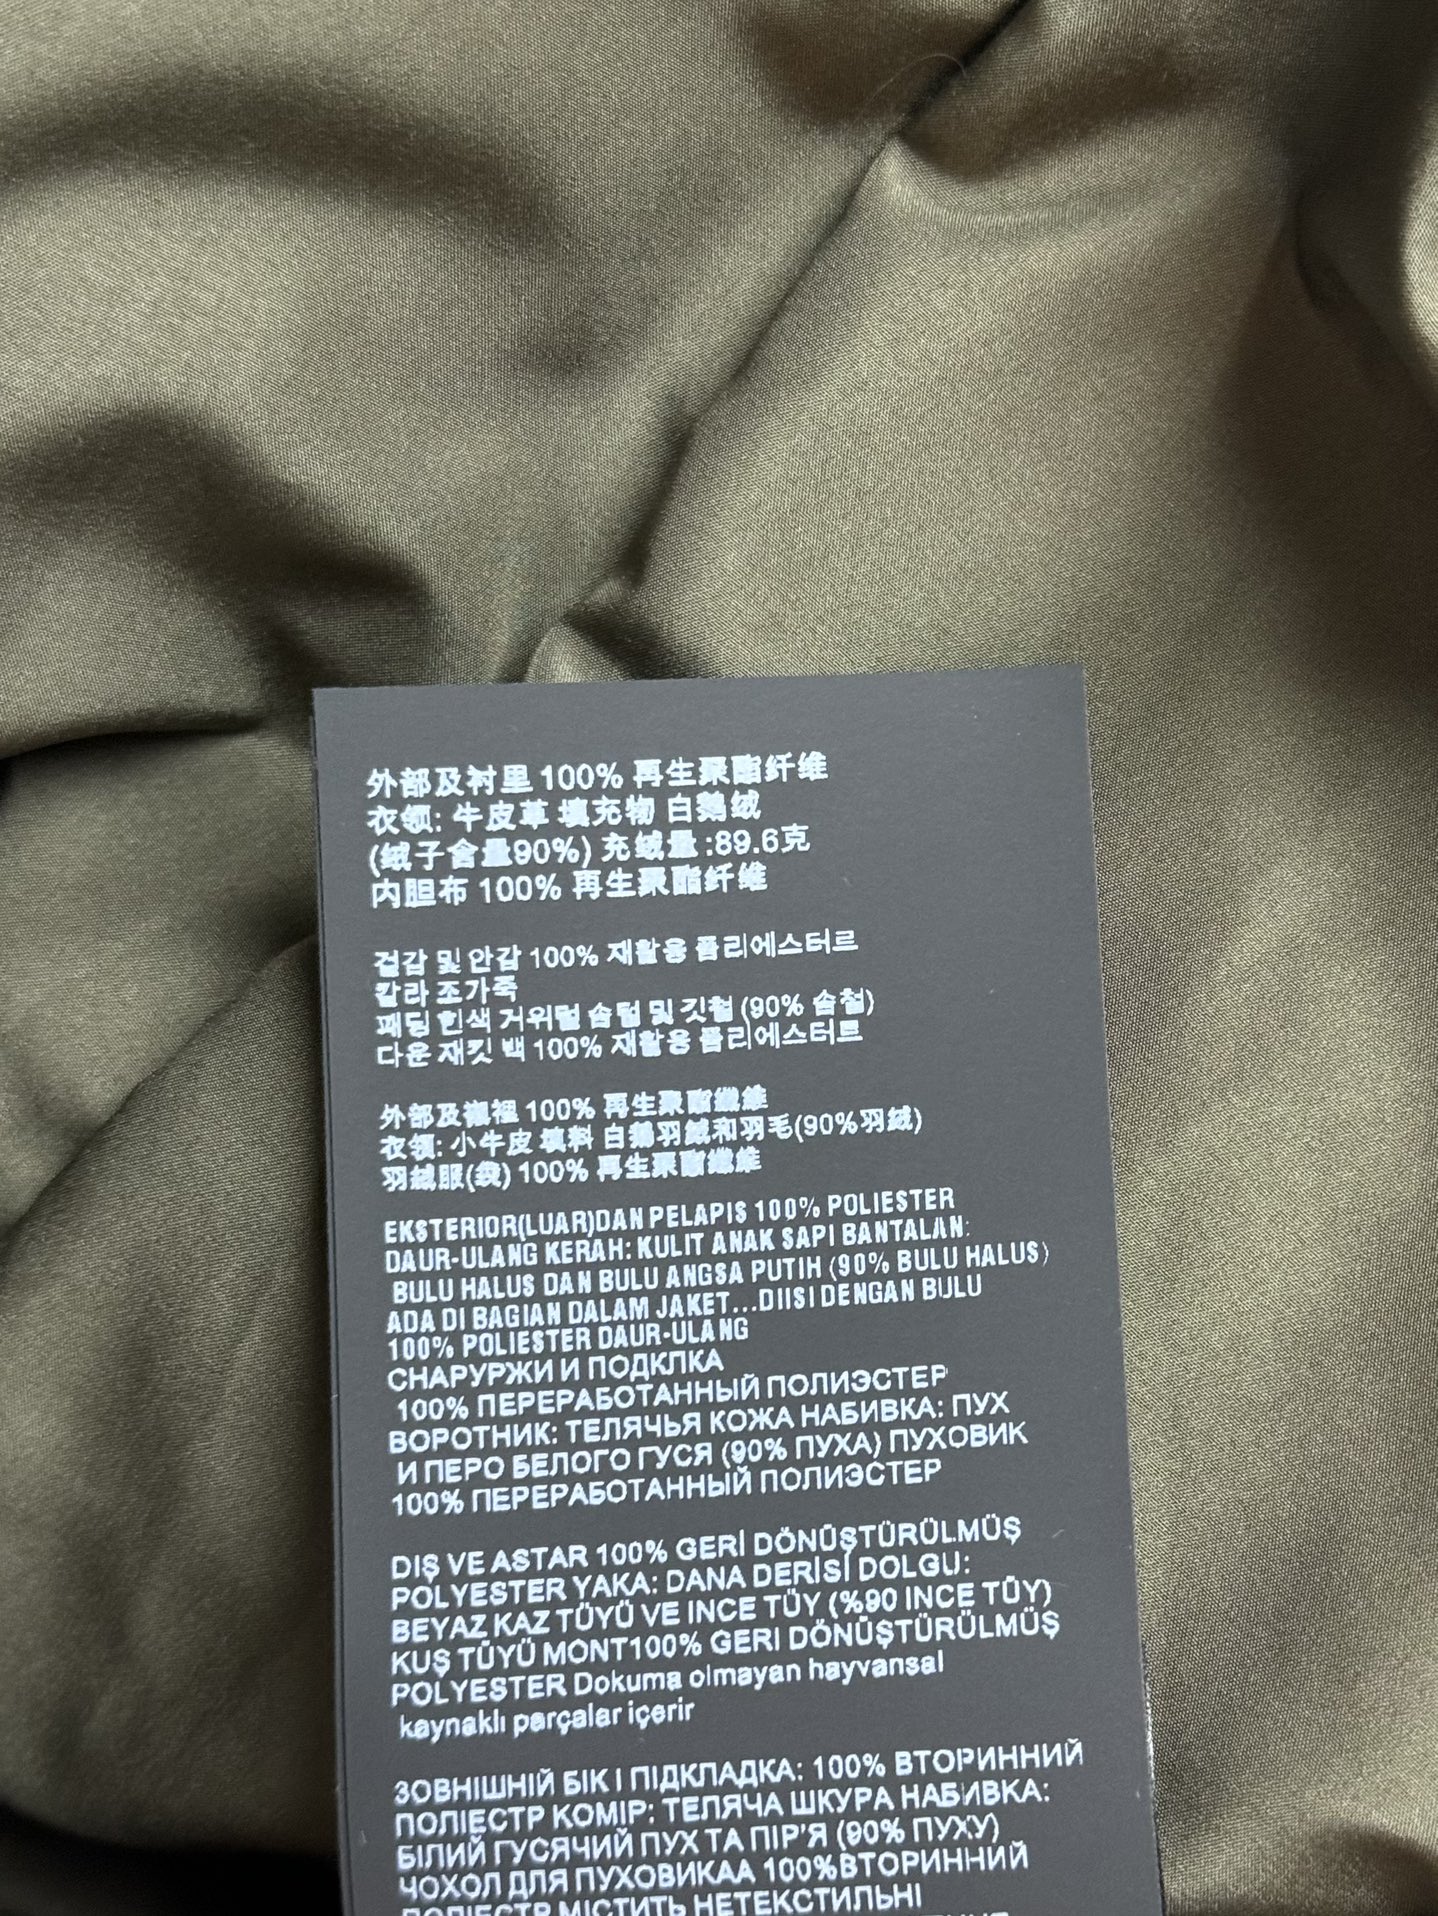 外部及衬里 100% 再生聚酯纤维
衣领: 牛皮革 填充物 白鹅绒
(绒子含量90%) 充绒量:89.6克
内胆布 100% 再生聚酯纤维
겉감 및 안감 100% 재활용 폴리에스터르
칼라 조가죽
패딩 흰색 거위털 솜털 및 깃털 (90% 솜털)
다운 재킷 백 100% 재활용 폴리에스터트
外部及襯裡 100% 再生聚酯纖維
衣領: 小牛皮 填料 白鵝羽絨和羽毛(90%羽絨)
羽絨服(袋) 100% 再生聚酯纖維
EKSTERIOR(LUAR)DAN PELAPIS 100% POLIESTER
DAUR-ULANG KERAH: KULIT ANAK SAPI BANTALAN:
BULU HALUS DAN BULU ANGSA PUTIH (90% BULU HALUS)
ADA DI BAGIAN DALAM JAKET...DIISI DENGAN BULU
100% POLIESTER DAUR-ULANG
СНАРУРЖИ И ПОДКЛКА
100% ПЕРЕРАБОТАННЫЙ ПОЛИЭСТЕР
ВОРОТНИК: ТЕЛЯЧЬЯ КОЖА НАБИВКА: ПУХ
И ПЕРО БЕЛОГО ГУСЯ (90% ПУХА) ПУХОВИК
100% ПЕРЕРАБОТАННЫЙ ПОЛИЭСТЕР
DIŞ VE ASTAR 100% GERİ DÖNÜŞTÜRÜLMÜŞ
POLYESTER YAKA: DANA DERİSİ DOLGU:
BEYAZ KAZ TÜYÜ VE INCE TÜY (%90 INCE TÜY)
KUŞ TÜYÜ MONT100% GERI DÖNÜŞTÜRÜLMÜŞ
POLYESTER Dokuma olmayan hayvansal
kaynaklı parçalar içerir
ЗОВНІШНІЙ БІК І ПІДКЛАДКА: 100% ВТОРИННИЙ
ПОЛІЕСТР КОМІР: ТЕЛЯЧА ШКУРА НАБИВКА:
БІЛИЙ ГУСЯЧИЙ ПУХ ТА ПІР'Я (90% ПУХУ)
ЧОХОЛ ДЛЯ ПУХОВИКАА 100%ВТОРИННИЙ
ПОЛІЕСТР МІСТИТЬ НЕТЕКСТИЛЬНІ